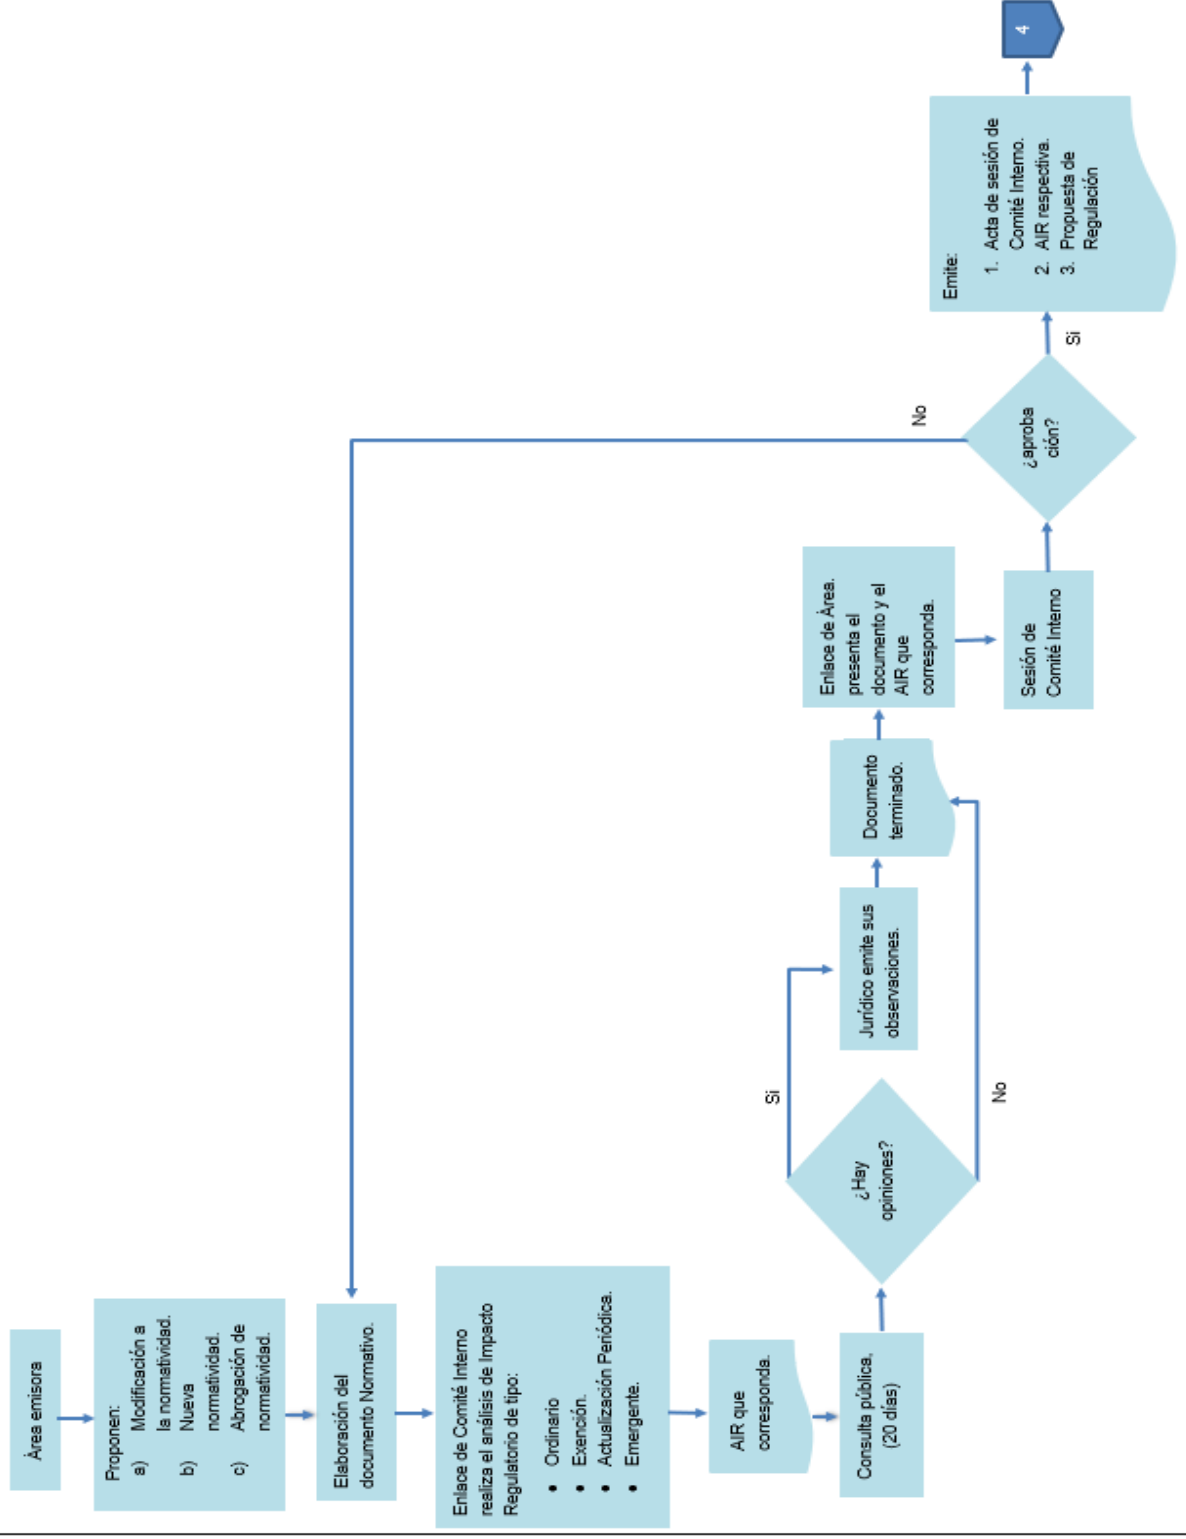 Área emisora
Proponen:
a) Modificación a
la normatividad.
b) Nueva
normatividad.
c) Abrogación de
normatividad.
Elaboración del
documento Normativo.
Enlace de Comité Interno
realiza el análisis de Impacto
Regulatorio de tipo:
• Ordinario
• Exención.
• Actualización Periódica.
• Emergente.
AIR que
corresponda.
Consulta pública.
(20 días)
¿Hay
opiniones?
Si
No
Jurídico emite sus
observaciones.
Documento
terminado.
Enlace de Área.
presenta el
documento y el
AIR que
corresponda.
Sesión de
Comité Interno
¿aproba
ción?
No
Si
Emite:
1. Acta de sesión de
Comité Interno.
2. AIR respectiva.
3. Propuesta de
Regulación
4